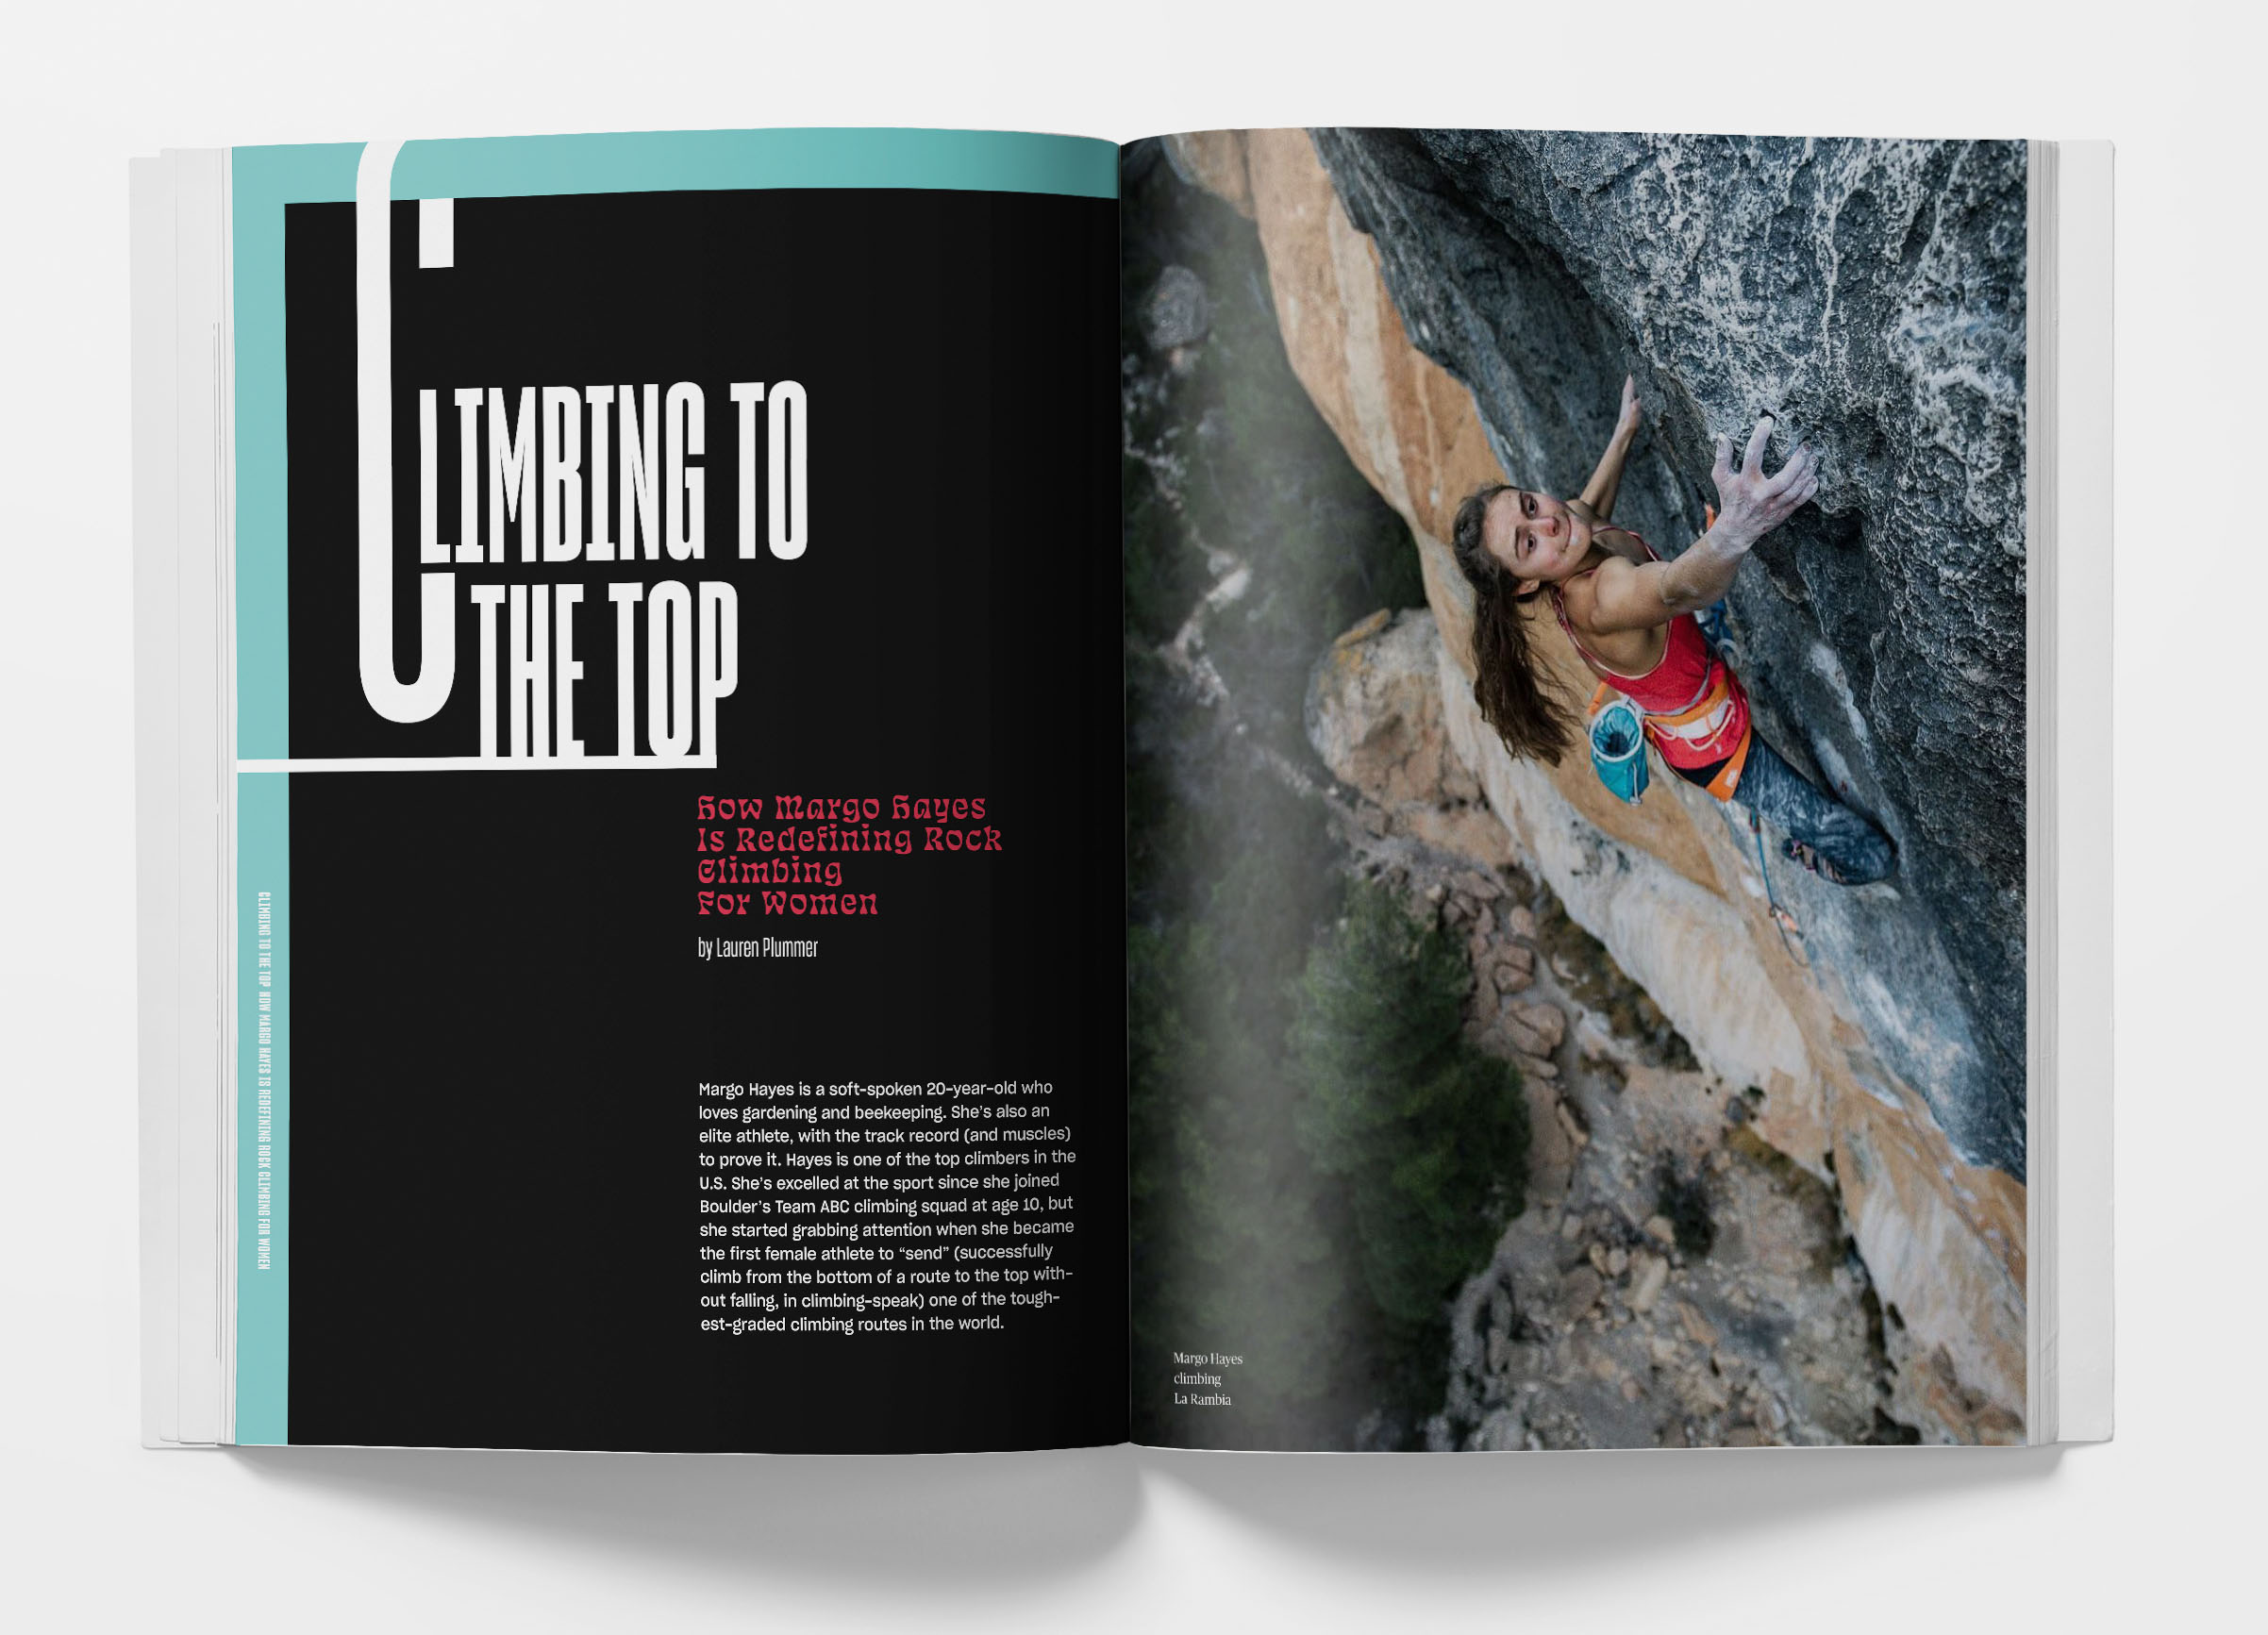 CLIMBING TO
THE TOP
How Margo Hayes
Is Redefining Rock
Climbing
For Women
by Lauren Plummer
CLIMBING TO THE TOP HOW MARGO HAYES IS REDEFINING ROCK CLIMBING FOR WOMEN
Margo Hayes is a soft-spoken 20-year-old who
loves gardening and beekeeping. She's also an
elite athlete, with the track record (and muscles)
to prove it. Hayes is one of the top climbers in the
U.S. She's excelled at the sport since she joined
Boulder's Team ABC climbing squad at age 10, but
she started grabbing attention when she became
the first female athlete to “send” (successfully
climb from the bottom of a route to the top with-
out falling, in climbing-speak) one of the tough-
est-graded climbing routes in the world.
Margo Hayes
climbing
La Rambia